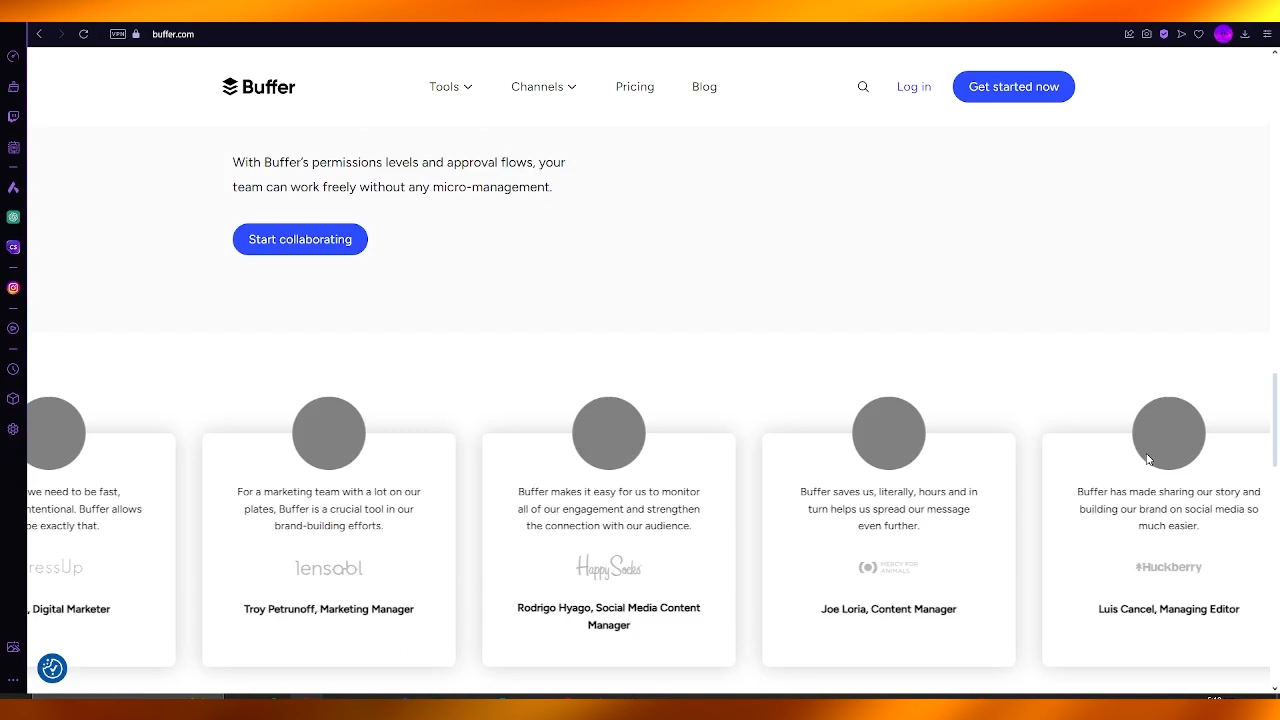 VPN
buffer.com
Buffer
Tools
Channels
Pricing
Blog
Log in
Get started now
With Buffer's permissions levels and approval flows, your
team can work freely without any micro-management.
Start collaborating
we need to be fast,
ntentional. Buffer allows
be exactly that.
ressUp
, Digital Marketer
For a marketing team with a lot on our
plates, Buffer is a crucial tool in our
brand-building efforts.
lensabl
Troy Petrunoff, Marketing Manager
Buffer makes it easy for us to monitor
all of our engagement and strengthen
the connection with our audience.
Happy Socks
Rodrigo Hyago, Social Media Content
Manager
Buffer saves us, literally, hours and in
turn helps us spread our message
even further.
MERCY FOR
ANIMALS
Joe Loria, Content Manager
Buffer has made sharing our story and
building our brand on social media so
much easier.
Huckberry
Luis Cancel, Managing Editor